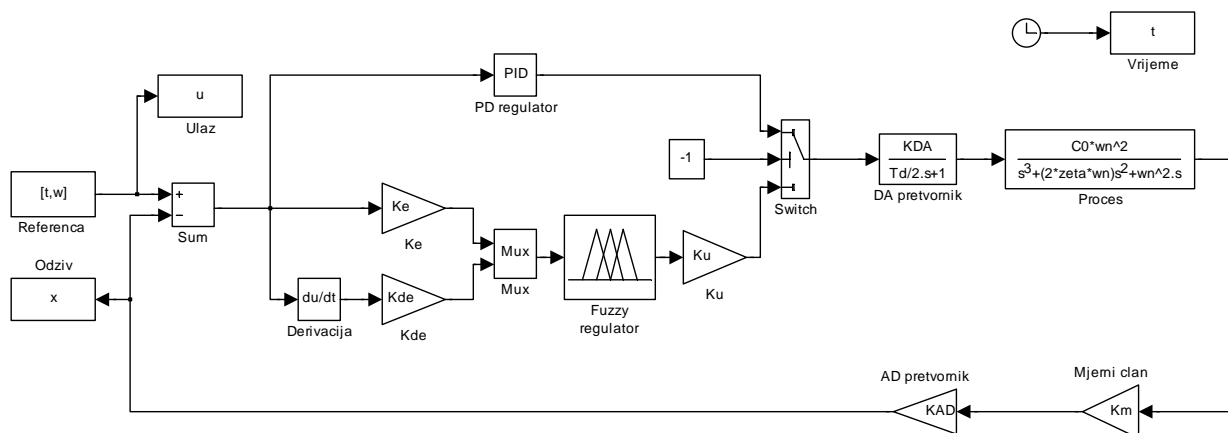 t
Vrijeme
PID
PD regulator
u
Ulaz
-1
Switch
KDA
Td/2.s+1
DA pretvornik
C0*wn^2
s³+(2*zeta*wn)s²+wn^2.s
Proces
[t,w]
Referenca
+
−
Sum
Ke
Ke
Mux
Mux
Fuzzy
regulator
Ku
Ku
Odziv
x
du/dt
Derivacija
Kde
Kde
AD pretvornik
KAD
Mjerni clan
Km